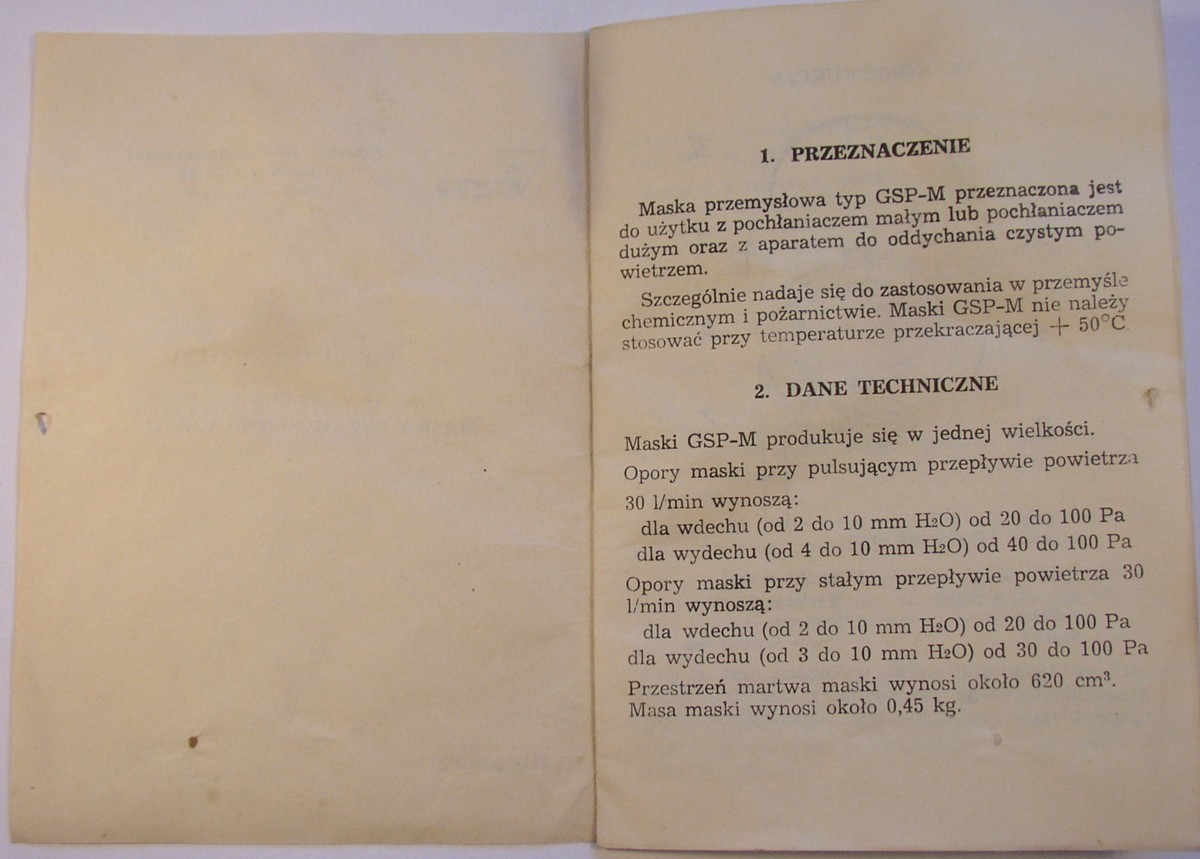 1. PRZEZNACZENIE
Maska przemysłowa typ GSP-M przeznaczona jest
do użytku z pochłaniaczem małym lub pochłaniaczem
dużym oraz z aparatem do oddychania czystym po-
wietrzem.
Szczególnie nadaje się do zastosowania w przemyśle
chemicznym i pożarnictwie. Maski GSP-M nie należy
stosować przy temperaturze przekraczającej + 50°C.
2. DANE TECHNICZNE
Maski GSP-M produkuje się w jednej wielkości.
Opory maski przy pulsującym przepływie powietrza
30 l/min wynoszą:
dla wdechu (od 2 do 10 mm H₂O) od 20 do 100 Pa
dla wydechu (od 4 do 10 mm H₂O) od 40 do 100 Pa
Opory maski przy stałym przepływie powietrza 30
l/min wynoszą:
dla wdechu (od 2 do 10 mm H₂O) od 20 do 100 Pa
dla wydechu (od 3 do 10 mm H₂O) od 30 do 100 Pa
Przestrzeń martwa maski wynosi około 620 cm³.
Masa maski wynosi około 0,45 kg.